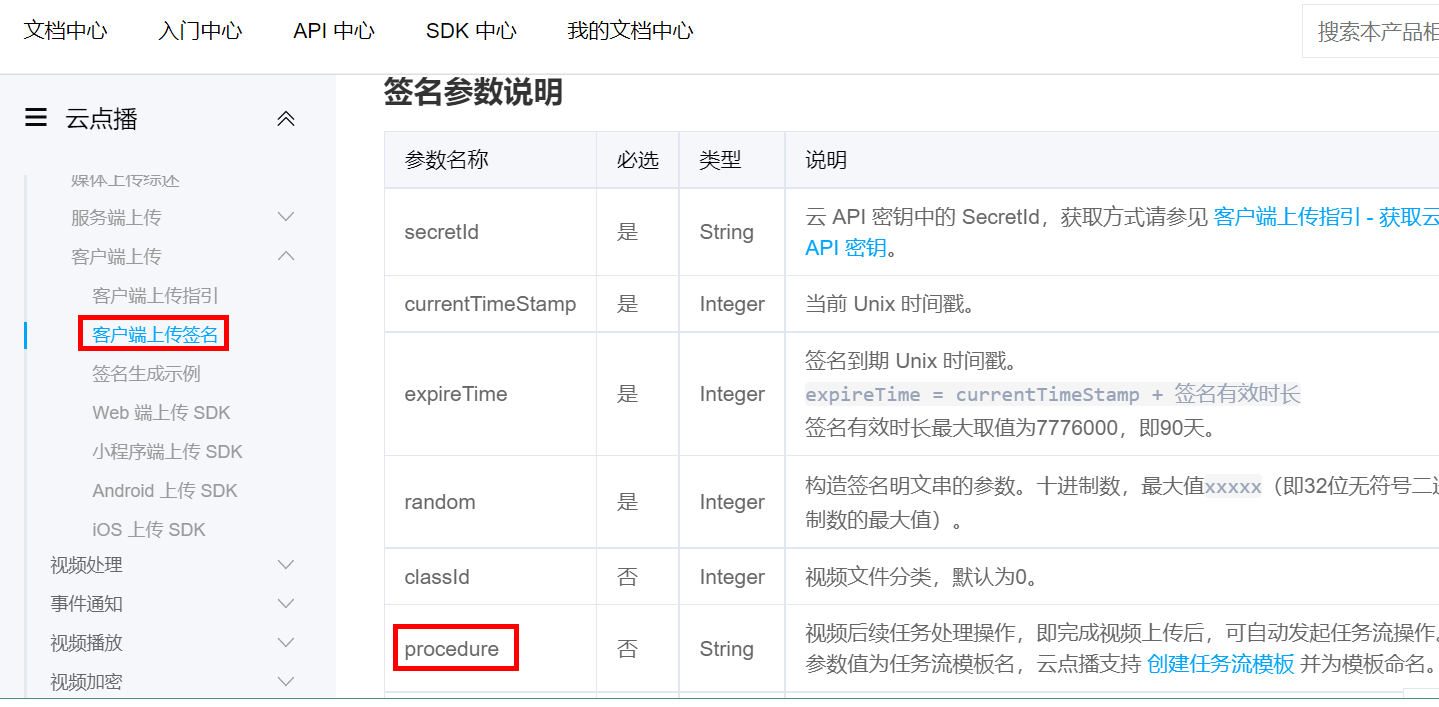 文档中心 入门中心 API 中心 SDK 中心 我的文档中心 搜索本产品相
云点播
媒体上传综述
服务端上传
客户端上传
客户端上传指引
客户端上传签名
签名生成示例
Web 端上传 SDK
小程序端上传 SDK
Android 上传 SDK
iOS 上传 SDK
视频处理
事件通知
视频播放
视频加密
签名参数说明
参数名称 必选 类型 说明
secretId 是 String 云 API 密钥中的 SecretId，获取方式请参见 客户端上传指引 - 获取云
API 密钥。
currentTimeStamp 是 Integer 当前 Unix 时间戳。
expireTime 是 Integer 签名到期 Unix 时间戳。
expireTime = currentTimeStamp + 签名有效时长
签名有效时长最大取值为7776000，即90天。
random 是 Integer 构造签名明文串的参数。十进制数，最大值xxxxx（即32位无符号二进
制数的最大值）。
classId 否 Integer 视频文件分类，默认为0。
procedure 否 String 视频后续任务处理操作，即完成视频上传后，可自动发起任务流操作。
参数值为任务流模板名，云点播支持 创建任务流模板 并为模板命名。